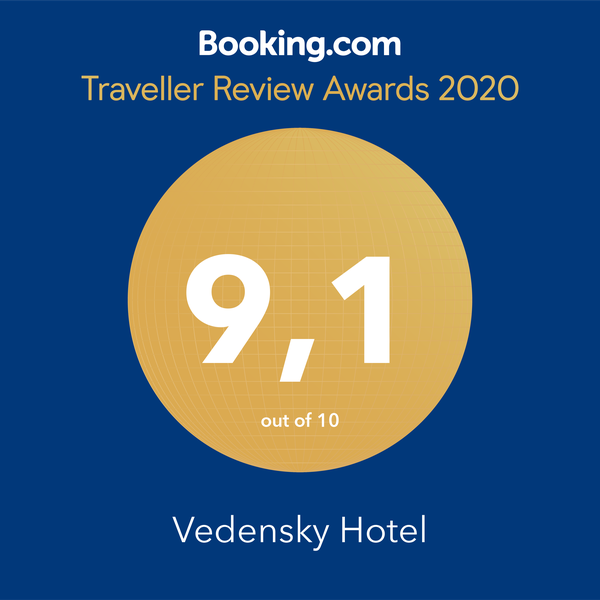 Booking.com
Traveller Review Awards 2020
9,1
out of 10
Vedensky Hotel